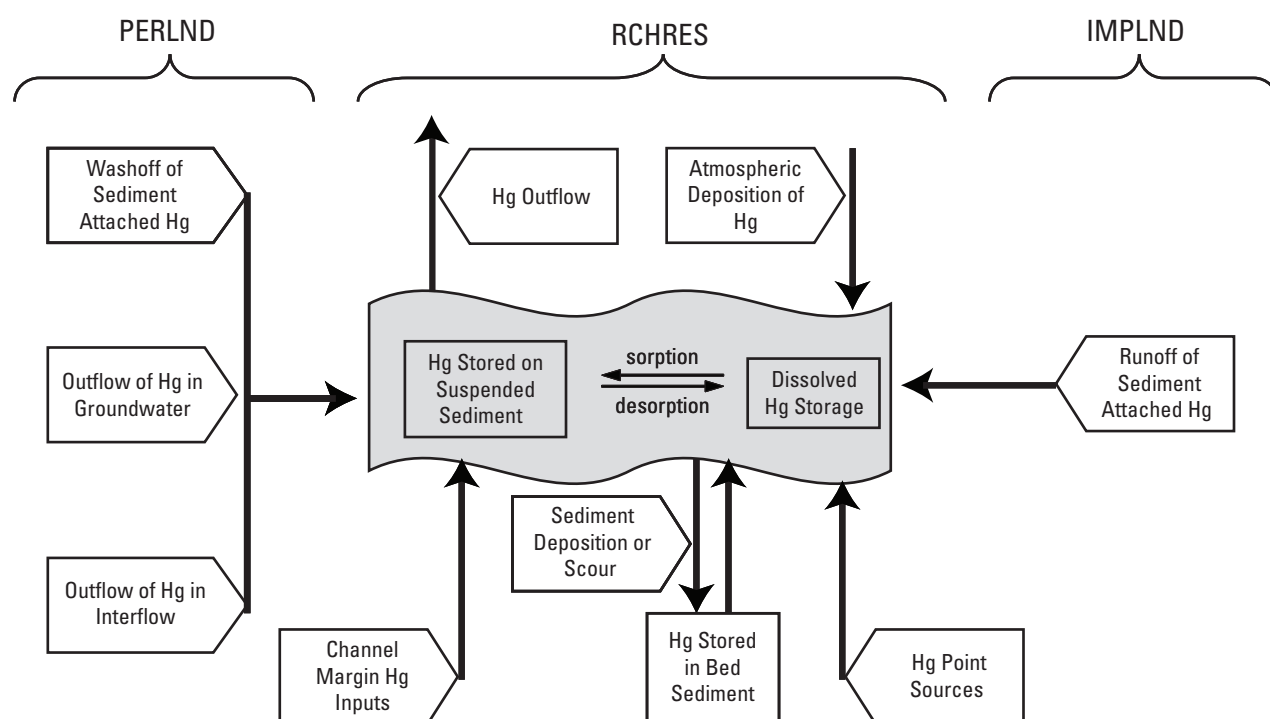 PERLND
RCHRES
IMPLND
Washoff of
Sediment
Attached Hg
Hg Outflow
Atmospheric
Deposition of
Hg
Outflow of Hg in
Groundwater
Hg Stored on
Suspended
Sediment
sorption
desorption
Dissolved
Hg Storage
Runoff of
Sediment
Attached Hg
Outflow of Hg in
Interflow
Sediment
Deposition or
Scour
Channel
Margin Hg
Inputs
Hg Stored
in Bed
Sediment
Hg Point
Sources